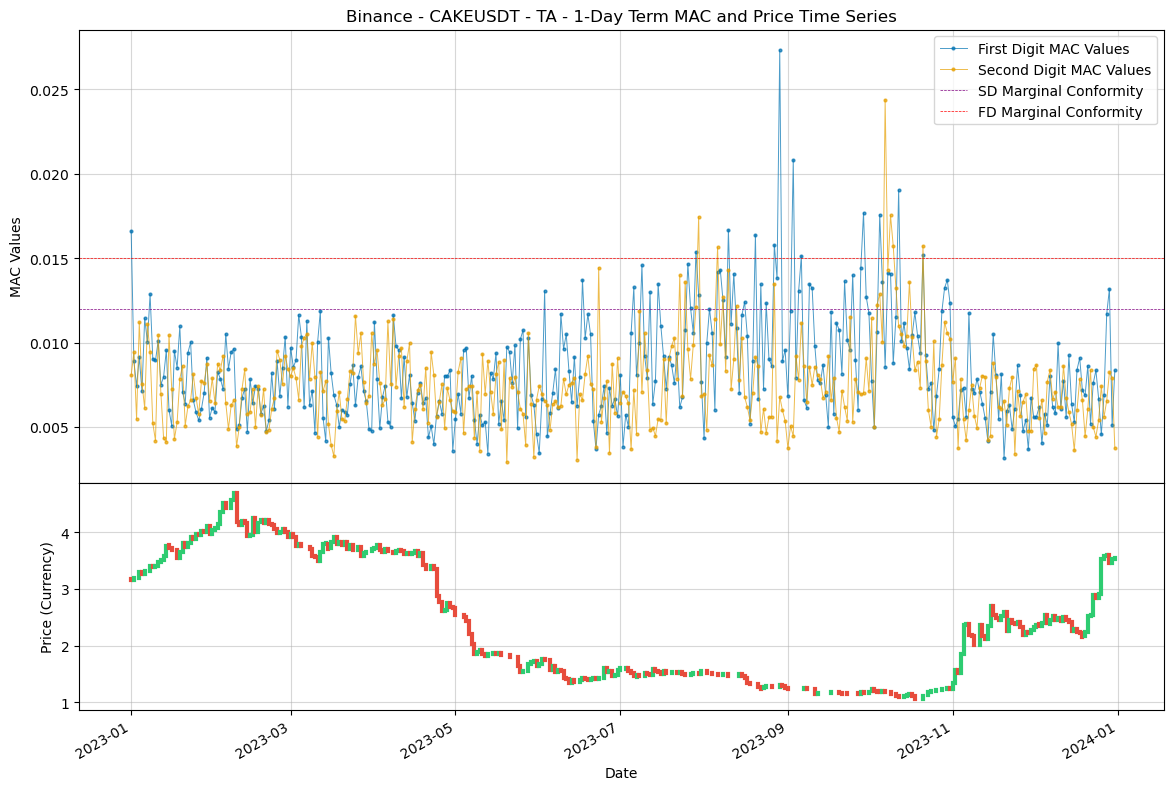 Binance - CAKEUSDT - TA - 1-Day Term MAC and Price Time Series
First Digit MAC Values
Second Digit MAC Values
SD Marginal Conformity
FD Marginal Conformity
MAC Values
0.025
0.020
0.015
0.010
0.005
Price (Currency)
4
3
2
1
2023-01
2023-03
2023-05
2023-07
2023-09
2023-11
2024-01
Date